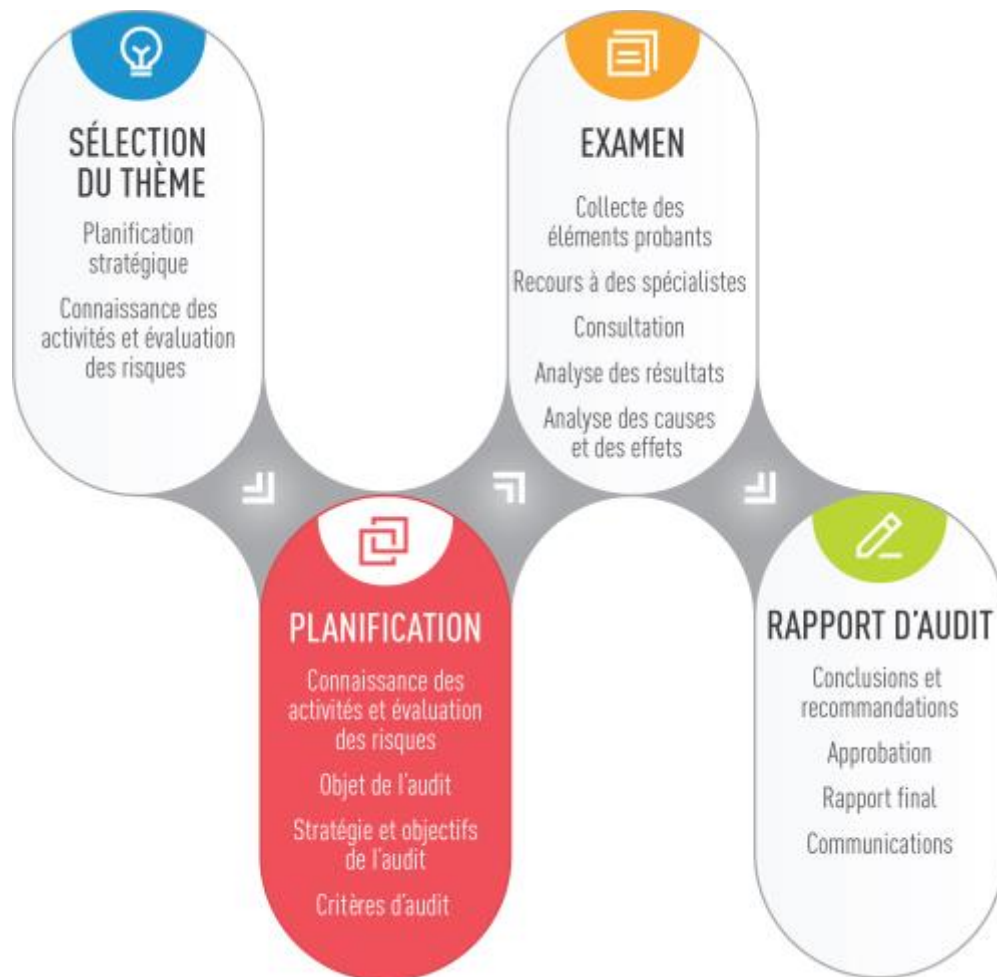 SÉLECTION
DU THÈME
Planification
stratégique
Connaissance des
activités et évaluation
des risques
PLANIFICATION
Connaissance des
activités et évaluation
des risques
Objet de l'audit
Stratégie et objectifs
de l'audit
Critères d'audit
EXAMEN
Collecte des
éléments probants
Recours à des spécialistes
Consultation
Analyse des résultats
Analyse des causes
et des effets
RAPPORT D'AUDIT
Conclusions et
recommandations
Approbation
Rapport final
Communications